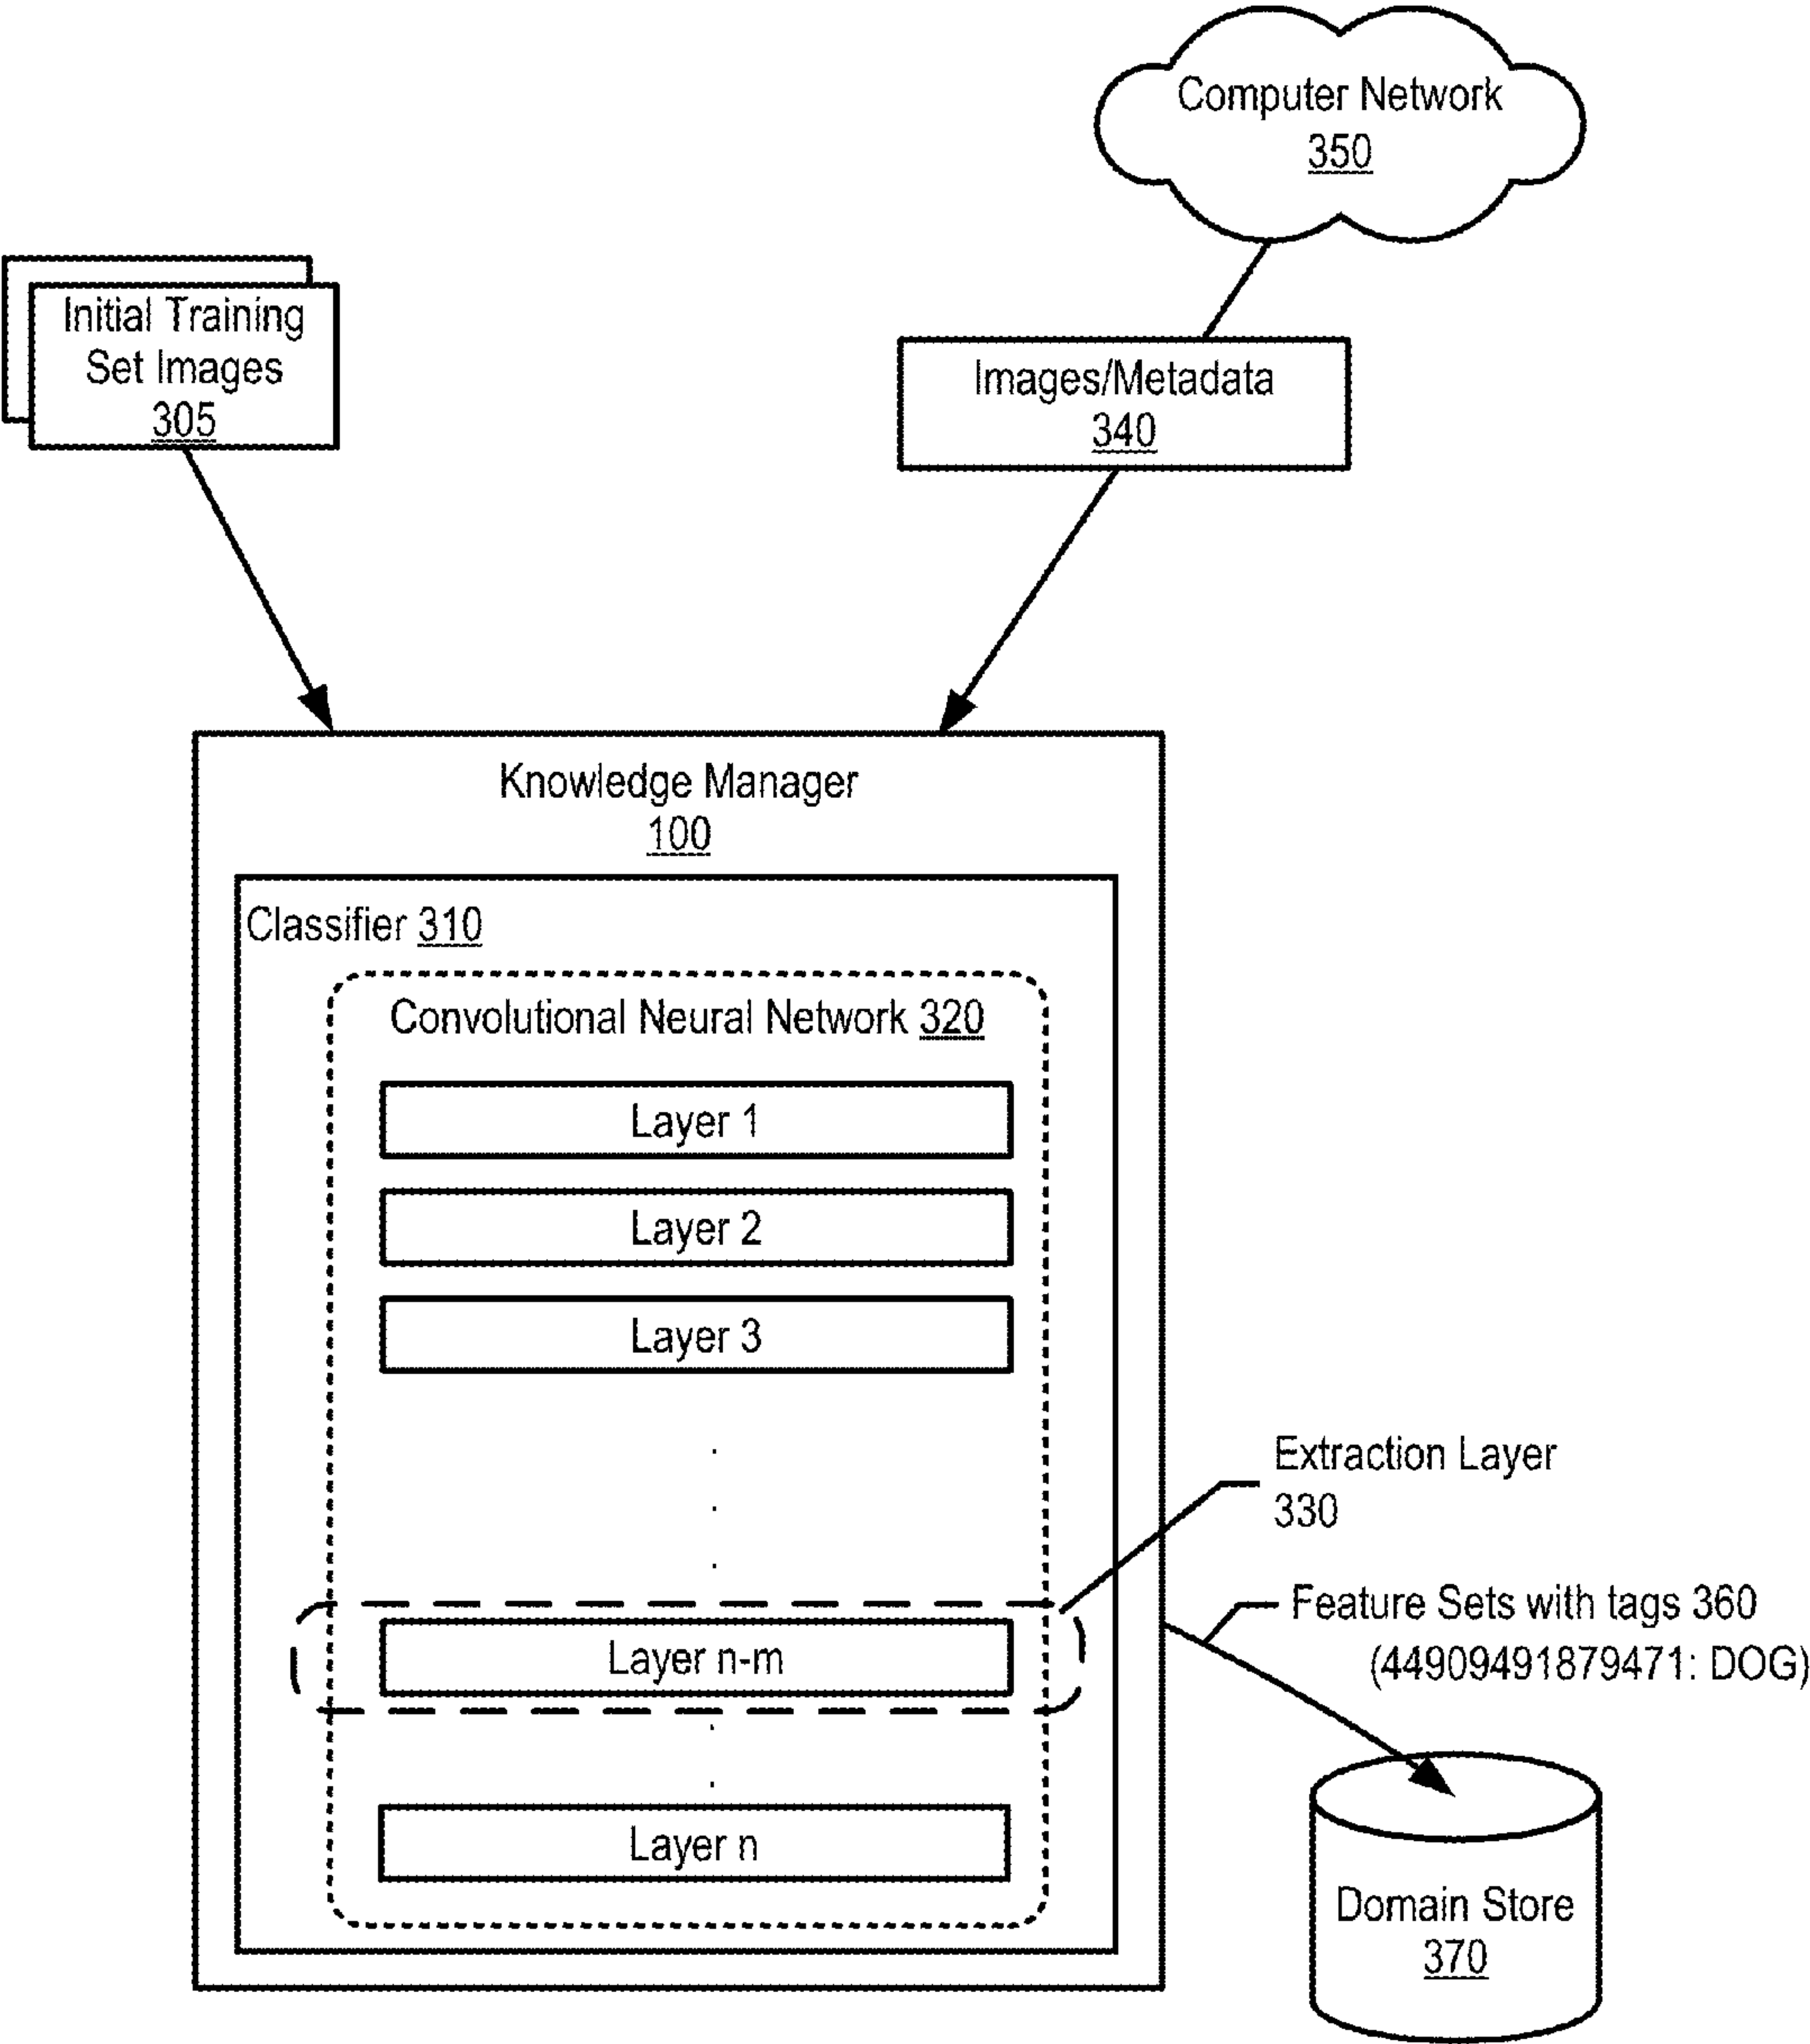 Computer Network
350
Initial Training
Set Images
305
Images/Metadata
340
Knowledge Manager
100
Classifier 310
Convolutional Neural Network 320
Layer 1
Layer 2
Layer 3
Extraction Layer
330
Feature Sets with tags 360
(44909491879471: DOG)
Layer n-m
Layer n
Domain Store
370